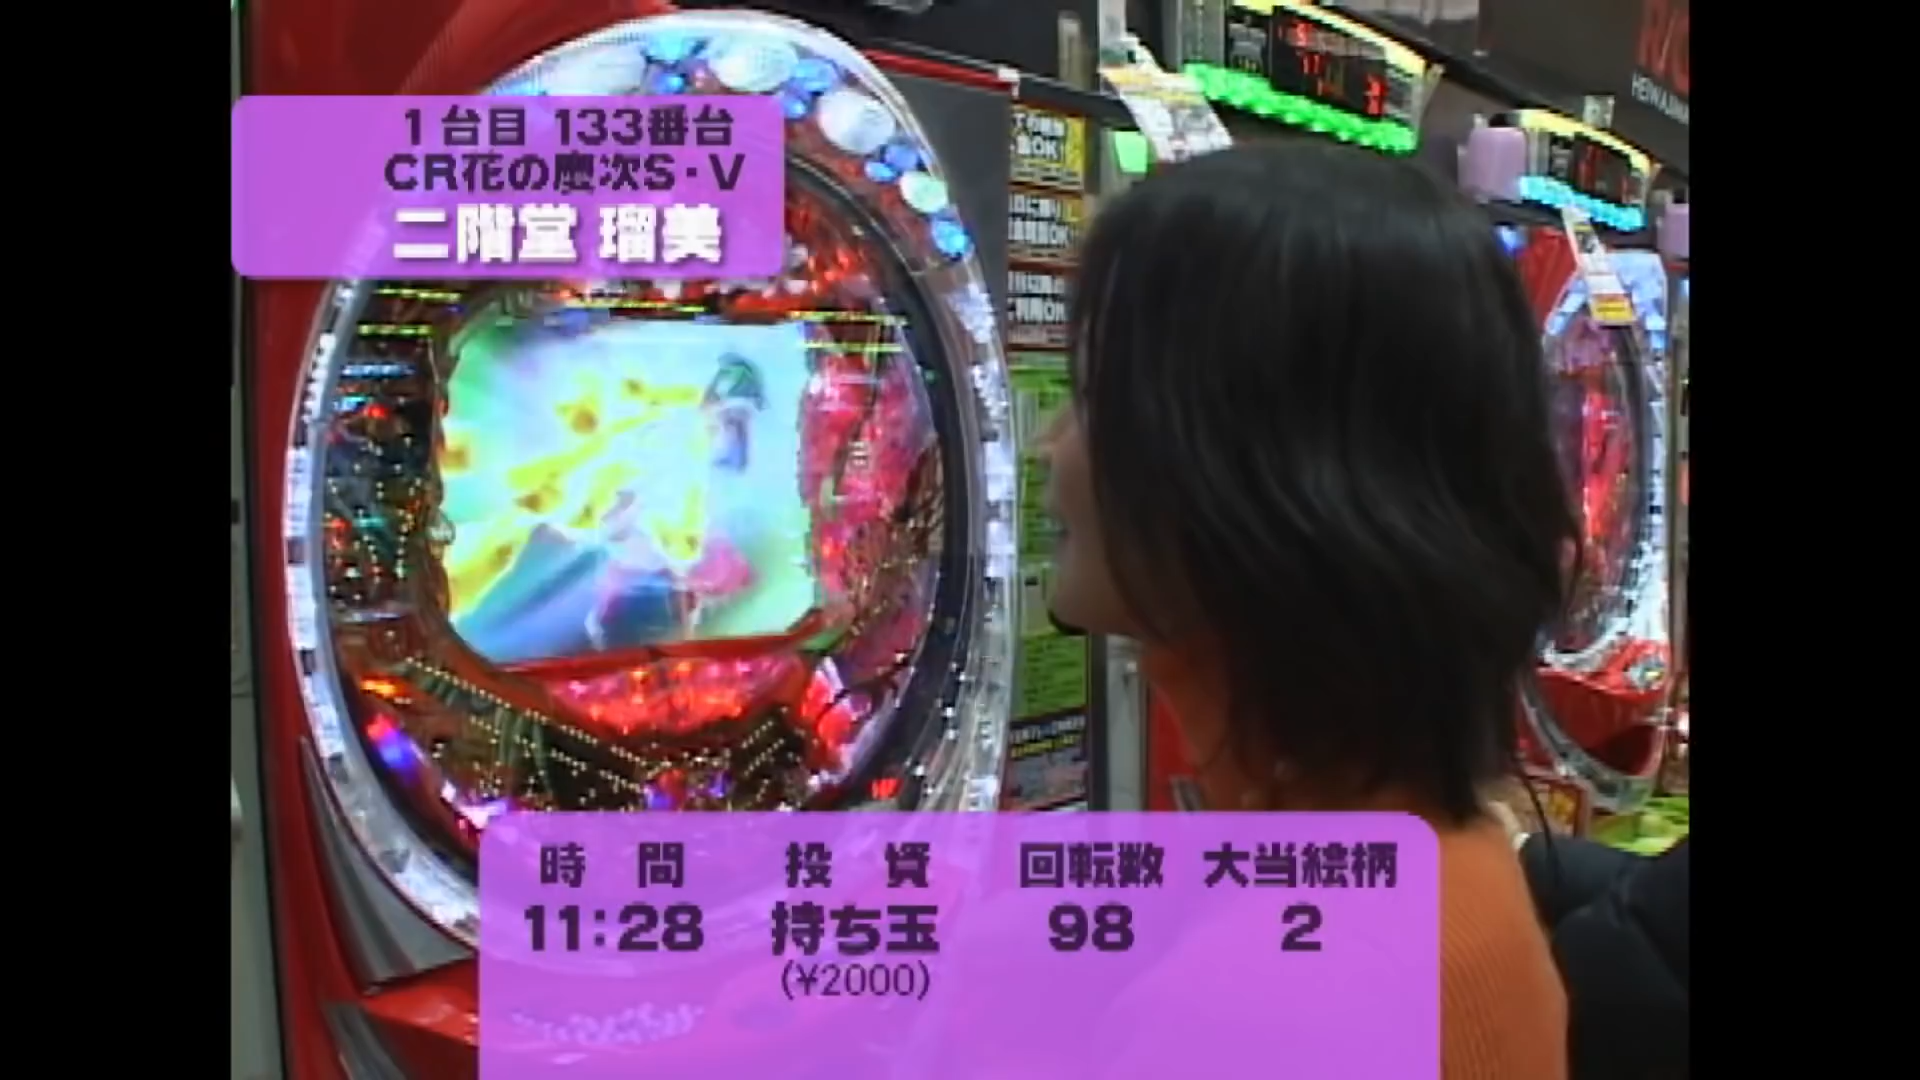 1台目 133番台
CR花の慶次S・V
二階堂 瑠美
時間 投資 回転数 大当絵柄
11:28 持ち玉 98 2
(¥2000)